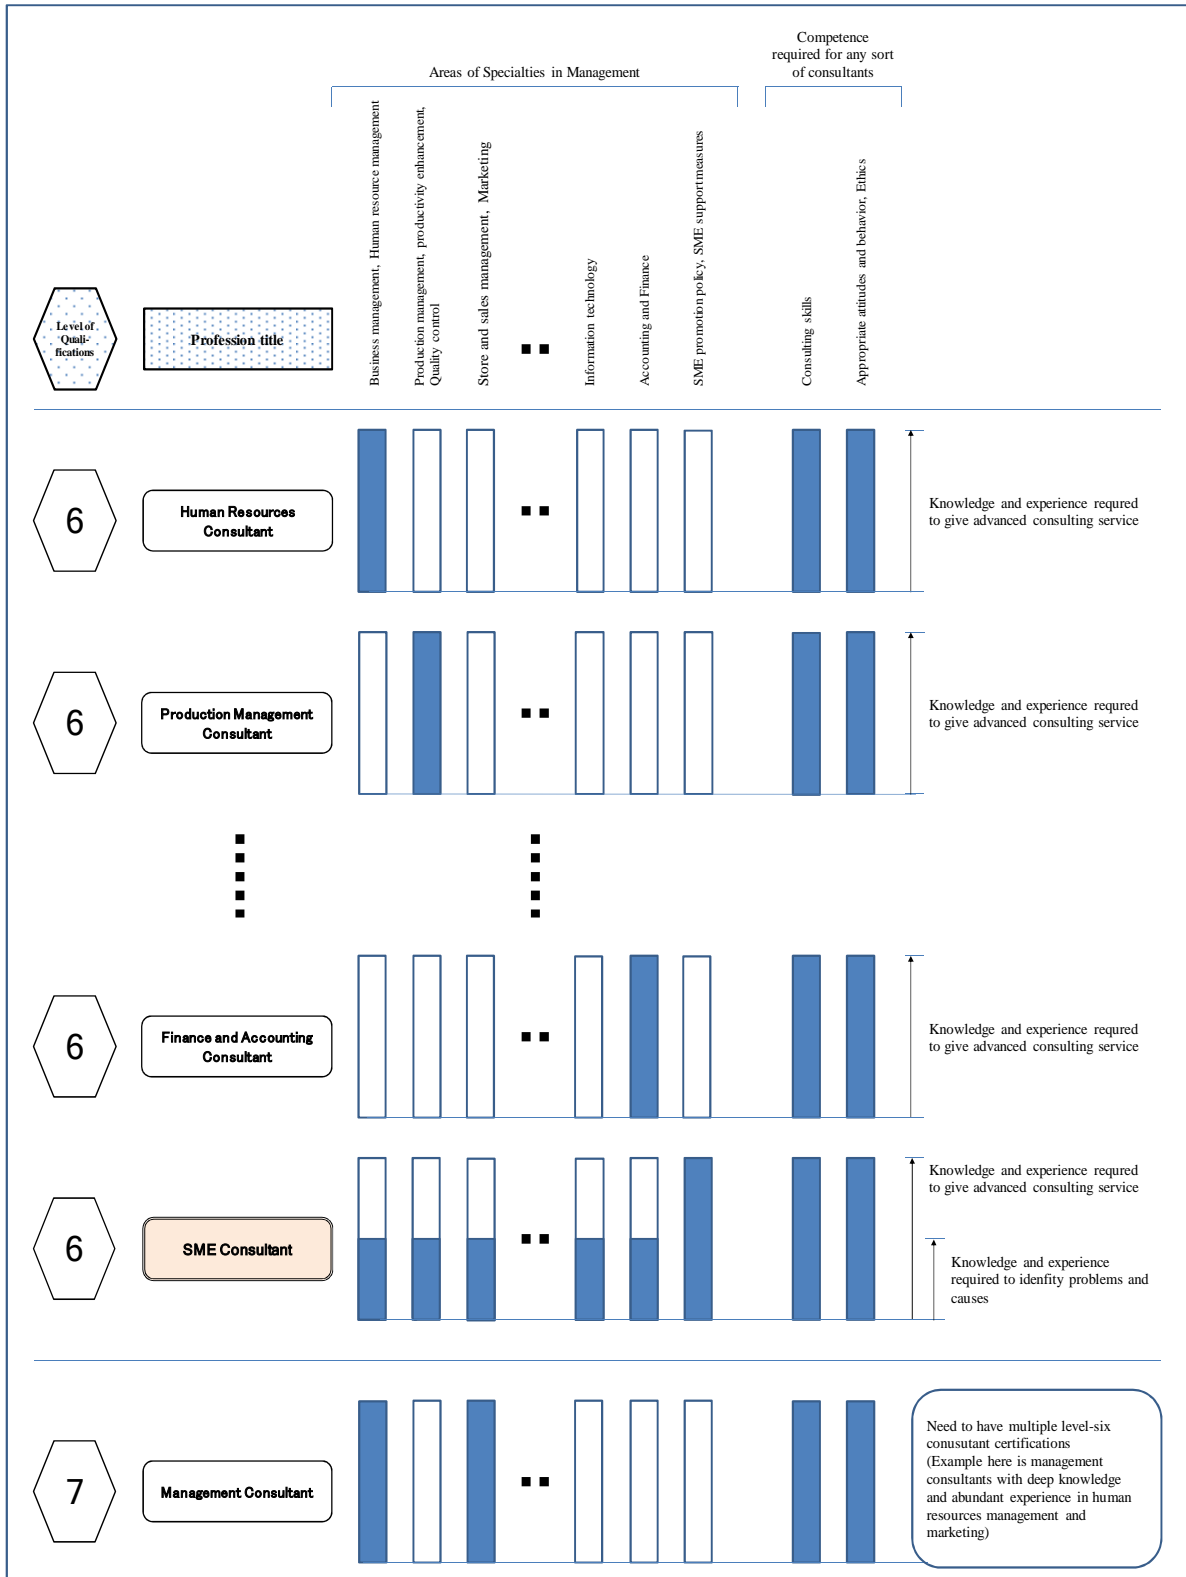 Competence
required for any sort
of consultants
Areas of Specialties in Management
Business management, Human resource management
Production management, productivity enhancement,
Quality control
Store and sales management, Marketing
Information technology
Accounting and Finance
SME promotion policy, SME support measures
Consulting skills
Appropriate attitudes and behavior, Ethics
Level of
Quali-
fications
Profession title
6
Human Resources
Consultant
Knowledge and experience requred
to give advanced consulting service
6
Production Management
Consultant
Knowledge and experience requred
to give advanced consulting service
6
Finance and Accounting
Consultant
Knowledge and experience requred
to give advanced consulting service
6
SME Consultant
Knowledge and experience requred
to give advanced consulting service
Knowledge and experience
required to idenfity problems and
causes
7
Management Consultant
Need to have multiple level-six
conusutant certifications
(Example here is management
consultants with deep knowledge
and abundant experience in human
resources management and
marketing)